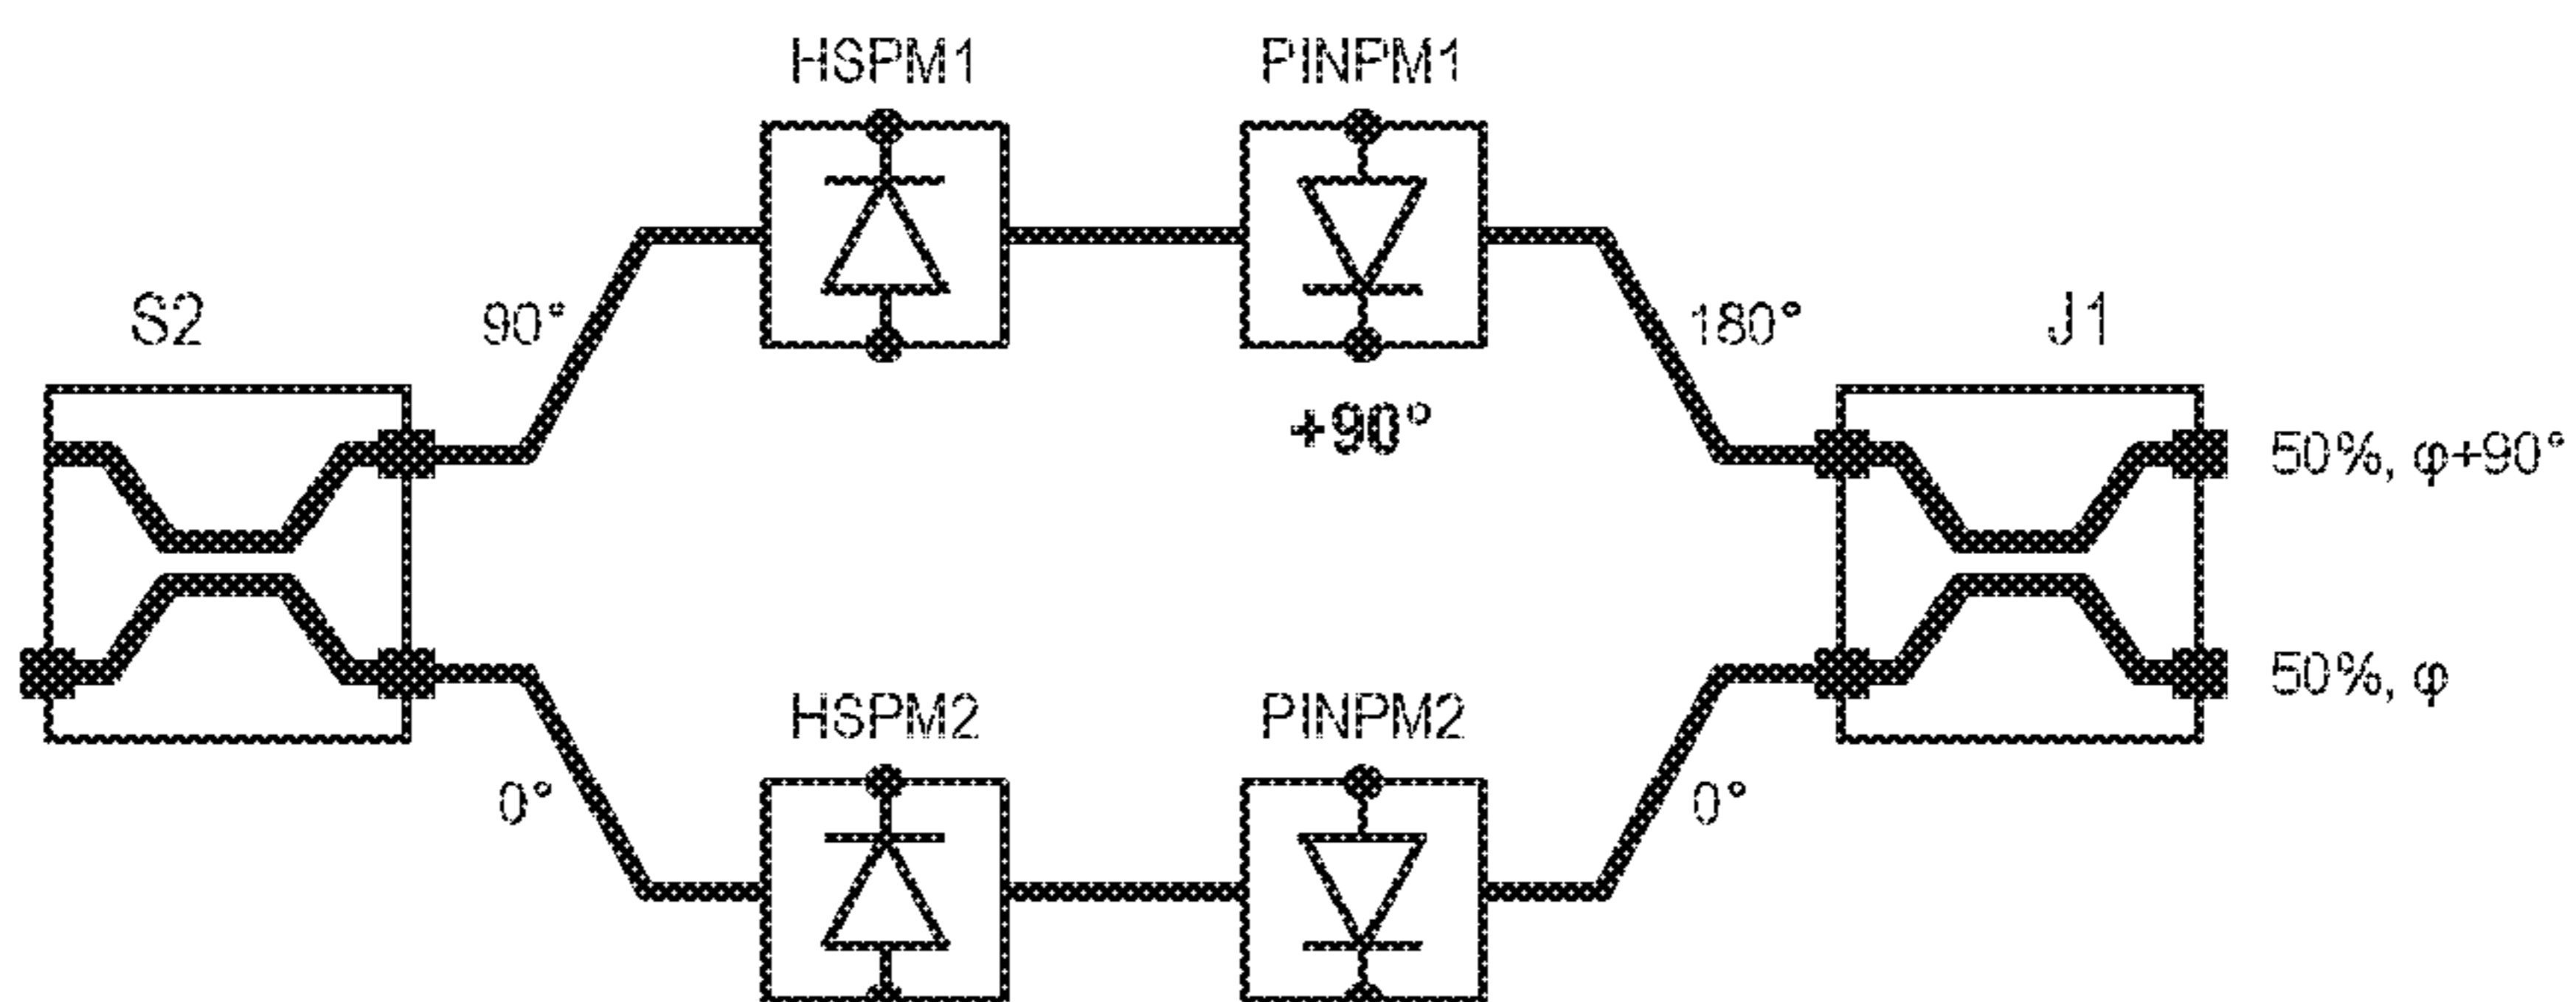 HSPM1
PINPM1
S2
90°
180°
J1
+90°
50%, φ+90°
50%, φ
HSPM2
PINPM2
0°
0°